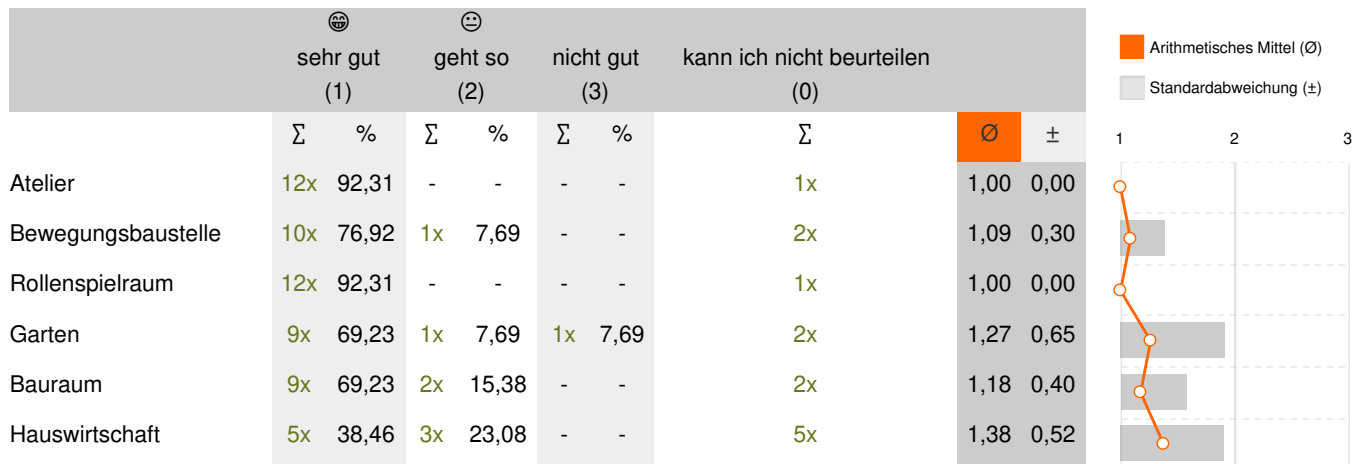 😁 😐
sehr gut geht so nicht gut kann ich nicht beurteilen
(1) (2) (3) (0)
Arithmetisches Mittel (Ø)
Standardabweichung (±)
Σ % Σ % Σ % Σ Ø ± 1 2 3
Atelier 12x 92,31 - - - - 1x 1,00 0,00
Bewegungsbaustelle 10x 76,92 1x 7,69 - - 2x 1,09 0,30
Rollenspielraum 12x 92,31 - - - - 1x 1,00 0,00
Garten 9x 69,23 1x 7,69 1x 7,69 2x 1,27 0,65
Bauraum 9x 69,23 2x 15,38 - - 2x 1,18 0,40
Hauswirtschaft 5x 38,46 3x 23,08 - - 5x 1,38 0,52